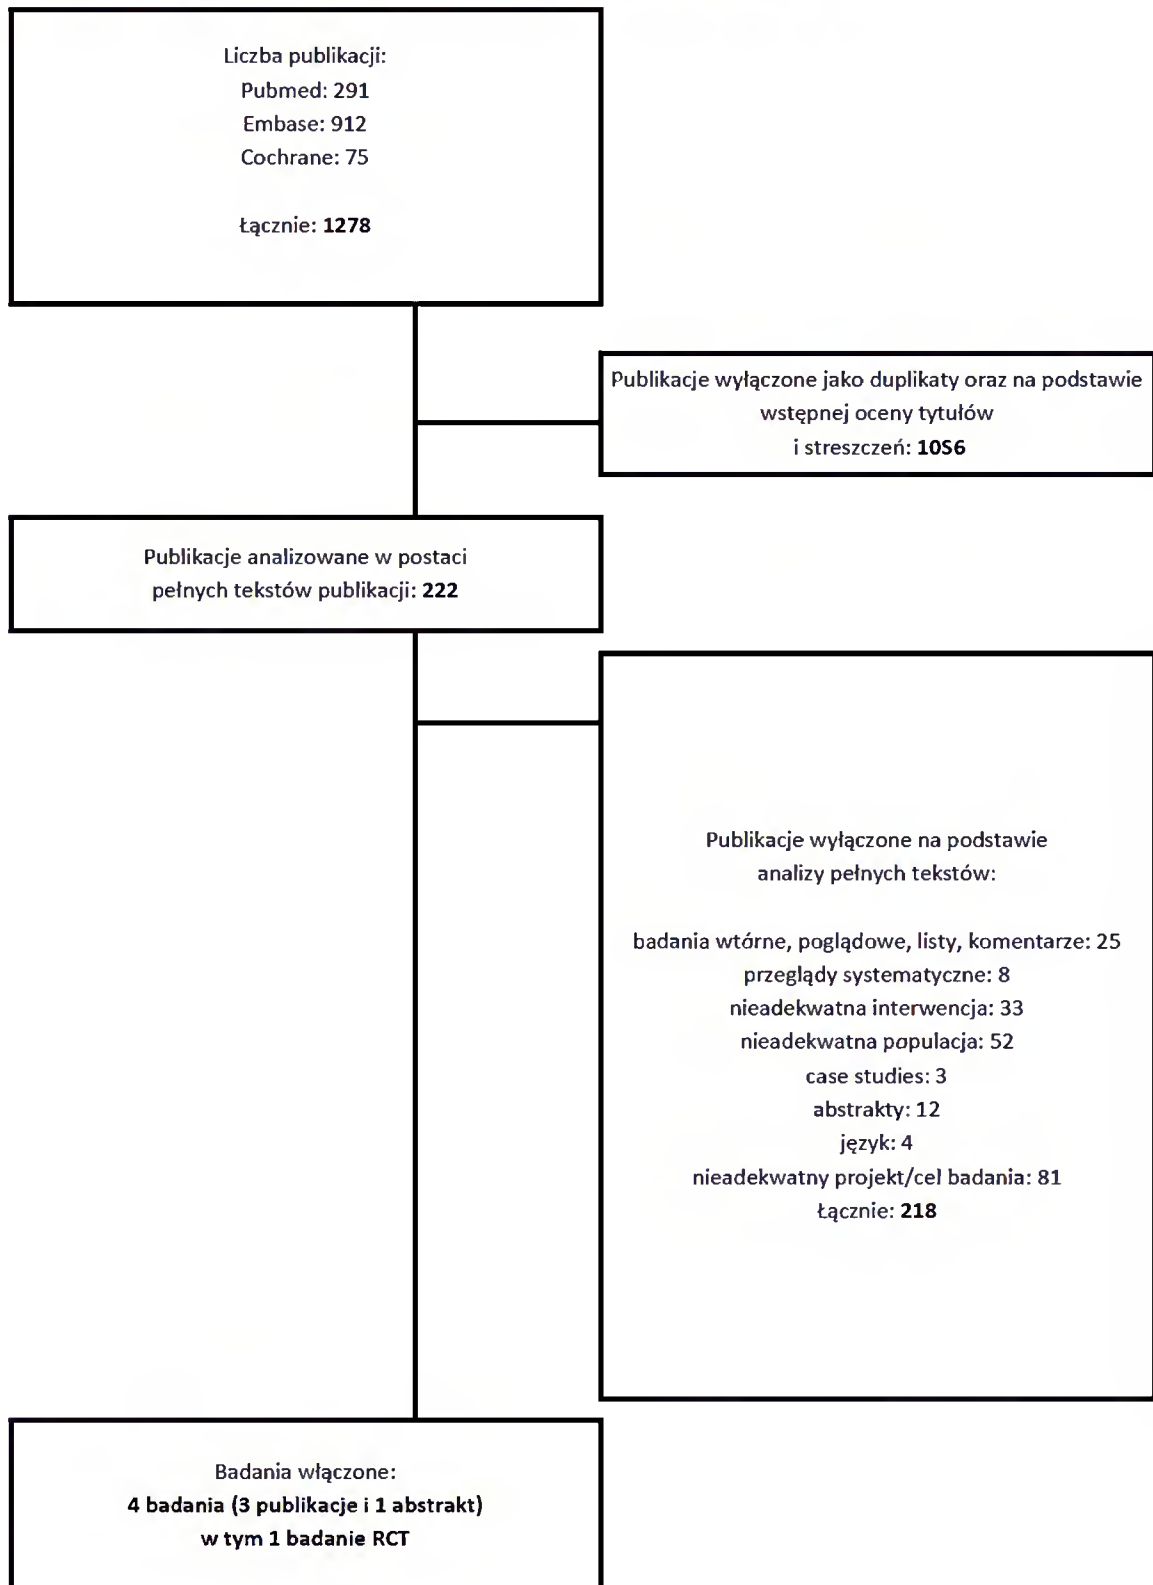 Liczba publikacji:
Pubmed: 291
Embase: 912
Cochrane: 75
Łącznie: 1278
Publikacje wyłączone jako duplikaty oraz na podstawie
wstępnej oceny tytułów
i streszczeń: 10S6
Publikacje analizowane w postaci
pełnych tekstów publikacji: 222
Publikacje wyłączone na podstawie
analizy pełnych tekstów:
badania wtórne, poglądowe, listy, komentarze: 25
przeglądy systematyczne: 8
nieadekwatna interwencja: 33
nieadekwatna populacja: 52
case studies: 3
abstrakty: 12
język: 4
nieadekwatny projekt/cel badania: 81
Łącznie: 218
Badania włączone:
4 badania (3 publikacje i 1 abstrakt)
w tym 1 badanie RCT